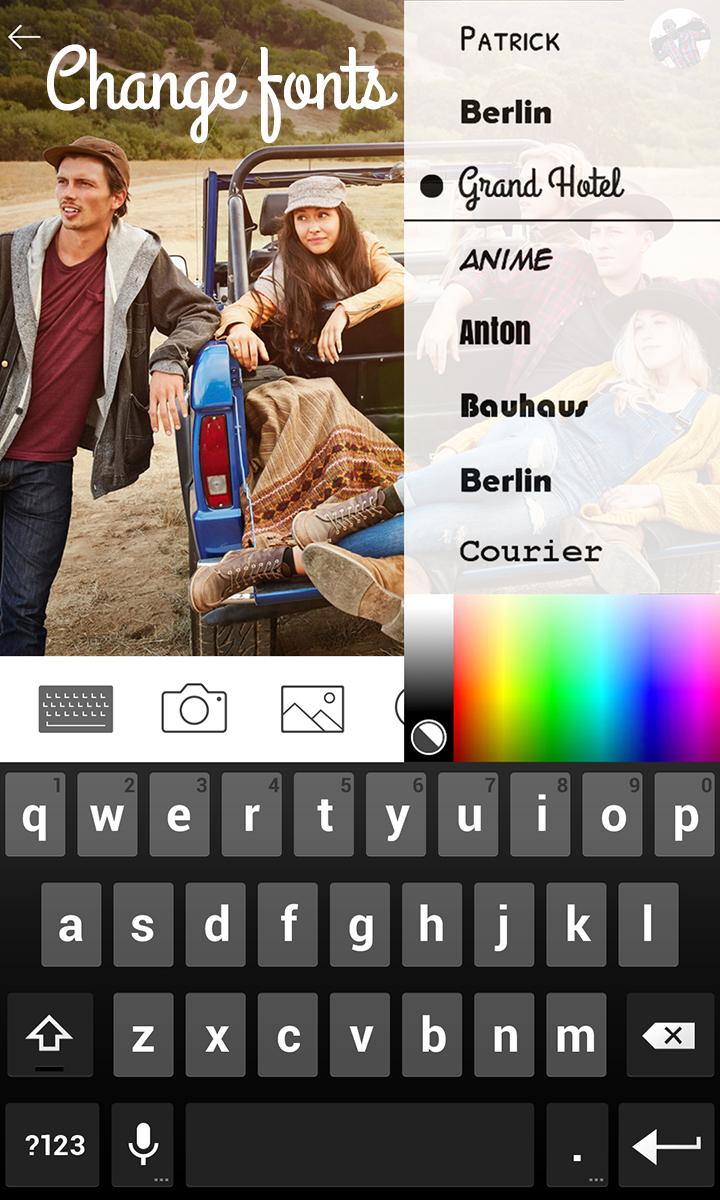 Change fonts
Patrick
Berlin
Grand Hotel
ANIME
Anton
Bauhaus
Berlin
Courier
1 2 3 4 5 6 7 8 9 0
q w e r t y u i o p
a s d f g h j k l
z x c v b n m
?123 .